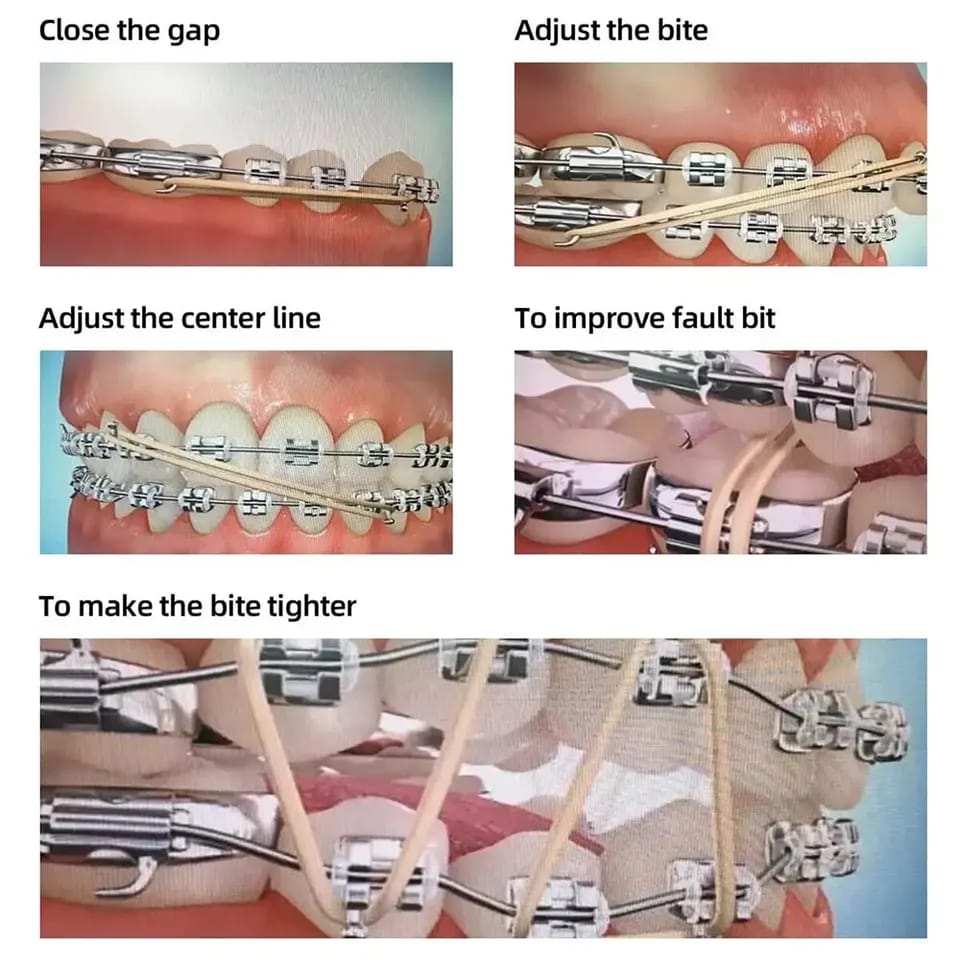 Close the gap
Adjust the bite
Adjust the center line
To improve fault bit
To make the bite tighter